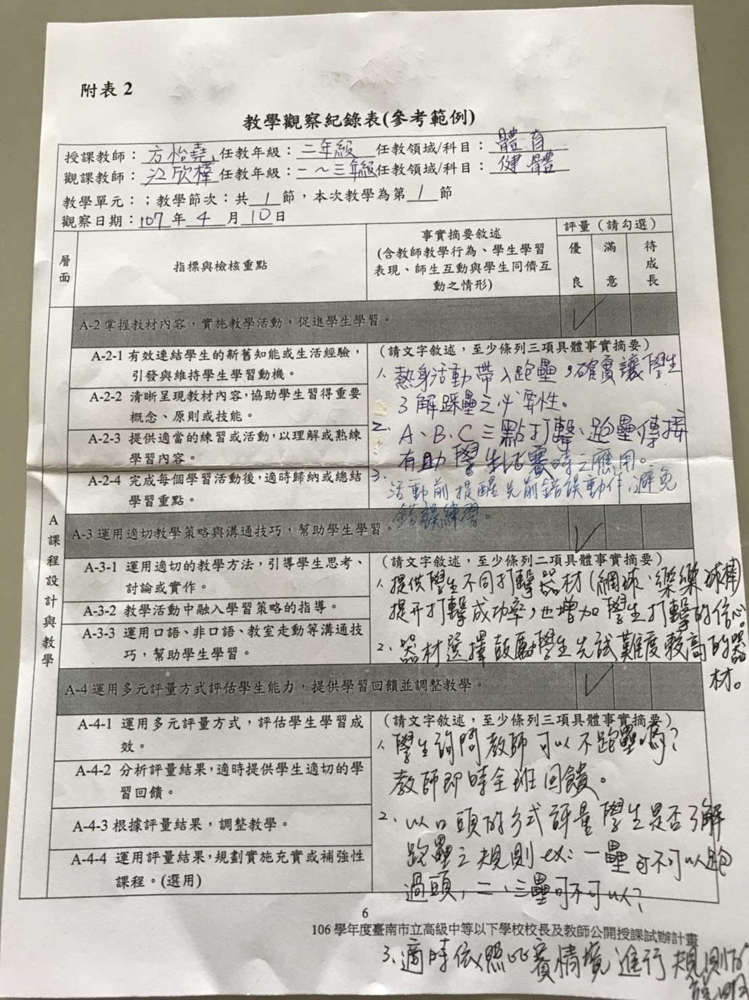 附表 2
教學觀察紀錄表(參考範例)
授課教師：方怡堯 任教年級：二年級 任教領域/科目：體育
觀課教師：江欣樺 任教年級：一～三年級 任教領域/科目：健體
教學單元：；教學節次：共 1 節，本次教學為第 1 節
觀察日期：107 年 4 月 10 日
層面
指標與檢核重點
事實摘要敘述
(含教師教學行為、學生學習
表現、師生互動與學生同儕互
動之情形)
評量（請勾選）
優良
滿意
待成長
A課程設計與教學
A-2 掌握教材內容，實施教學活動，促進學生學習。
A-2-1 有效連結學生的新舊知能或生活經驗，
引發與維持學生學習動機。
A-2-2 清晰呈現教材內容，協助學生習得重要
概念、原則或技能。
A-2-3 提供適當的練習或活動，以理解或熟練
學習內容。
A-2-4 完成每個學習活動後，適時歸納或總結
學習重點。
（請文字敘述，至少條列三項具體事實摘要）
1. 熱身活動帶入跑壘，確實讓學生
了解踩壘之必要性。
2. A、B、C三點打擊、跑壘傳接
有助學生比賽時之應用。
3. 活動前提醒先前錯誤動作，避免
錯誤練習。
A-3 運用適切教學策略與溝通技巧，幫助學生學習。
A-3-1 運用適切的教學方法，引導學生思考、
討論或實作。
A-3-2 教學活動中融入學習策略的指導。
A-3-3 運用口語、非口語、教室走動等溝通技
巧，幫助學生學習。
（請文字敘述，至少條列二項具體事實摘要）
1. 提供學生不同打擊器材(網球、樂樂球棒)
提升打擊成功率，也增加學生打擊的信心。
2. 器材選擇鼓勵學生先試難度較高的器
材。
A-4 運用多元評量方式評估學生能力，提供學習回饋並調整教學。
A-4-1 運用多元評量方式，評估學生學習成
效。
A-4-2 分析評量結果，適時提供學生適切的學
習回饋。
A-4-3 根據評量結果，調整教學。
A-4-4 運用評量結果，規劃實施充實或補強性
課程。(選用)
（請文字敘述，至少條列三項具體事實摘要）
1. 學生詢問教師可以不跑壘嗎？
教師即時全班回饋。
2. 以口頭的方式評量學生是否了解
跑壘之規則 ex：一壘可不可以跑
過頭，二、三壘可不可以？
6
106 學年度臺南市立高級中等以下學校校長及教師公開授課試辦計畫
3. 適時依照比賽情境進行規則的
說明